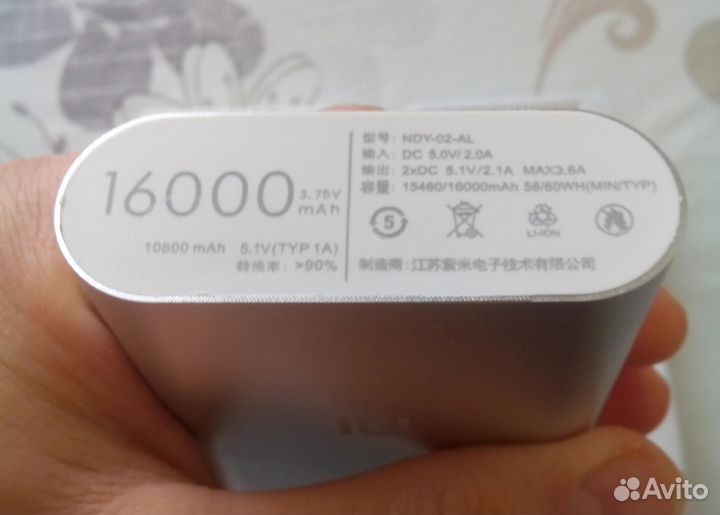 16000 3.75V mAh
10800 mAh 5.1V(TYP 1A)
转换率：>90%
型号：NDY-02-AL
输入：DC 5.0V/2.0A
输出：2xDC 5.1V/2.1A MAX3.6A
容量：15460/16000mAh 58/60WH(MIN/TYP)
5
LI-ION
制造商：江苏紫米电子技术有限公司
Avito